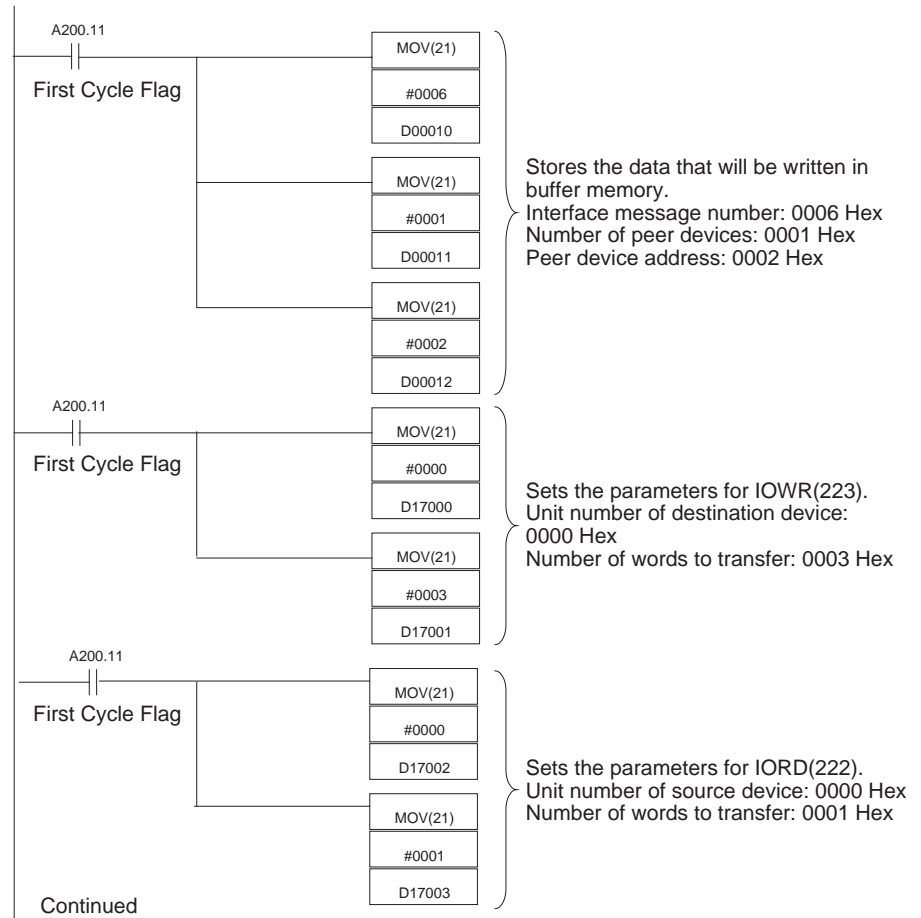 A200.11
First Cycle Flag
MOV(21)
#0006
D00010
MOV(21)
#0001
D00011
MOV(21)
#0002
D00012
Stores the data that will be written in
buffer memory.
Interface message number: 0006 Hex
Number of peer devices: 0001 Hex
Peer device address: 0002 Hex
A200.11
First Cycle Flag
MOV(21)
#0000
D17000
MOV(21)
#0003
D17001
Sets the parameters for IOWR(223).
Unit number of destination device:
0000 Hex
Number of words to transfer: 0003 Hex
A200.11
First Cycle Flag
MOV(21)
#0000
D17002
MOV(21)
#0001
D17003
Sets the parameters for IORD(222).
Unit number of source device: 0000 Hex
Number of words to transfer: 0001 Hex
Continued